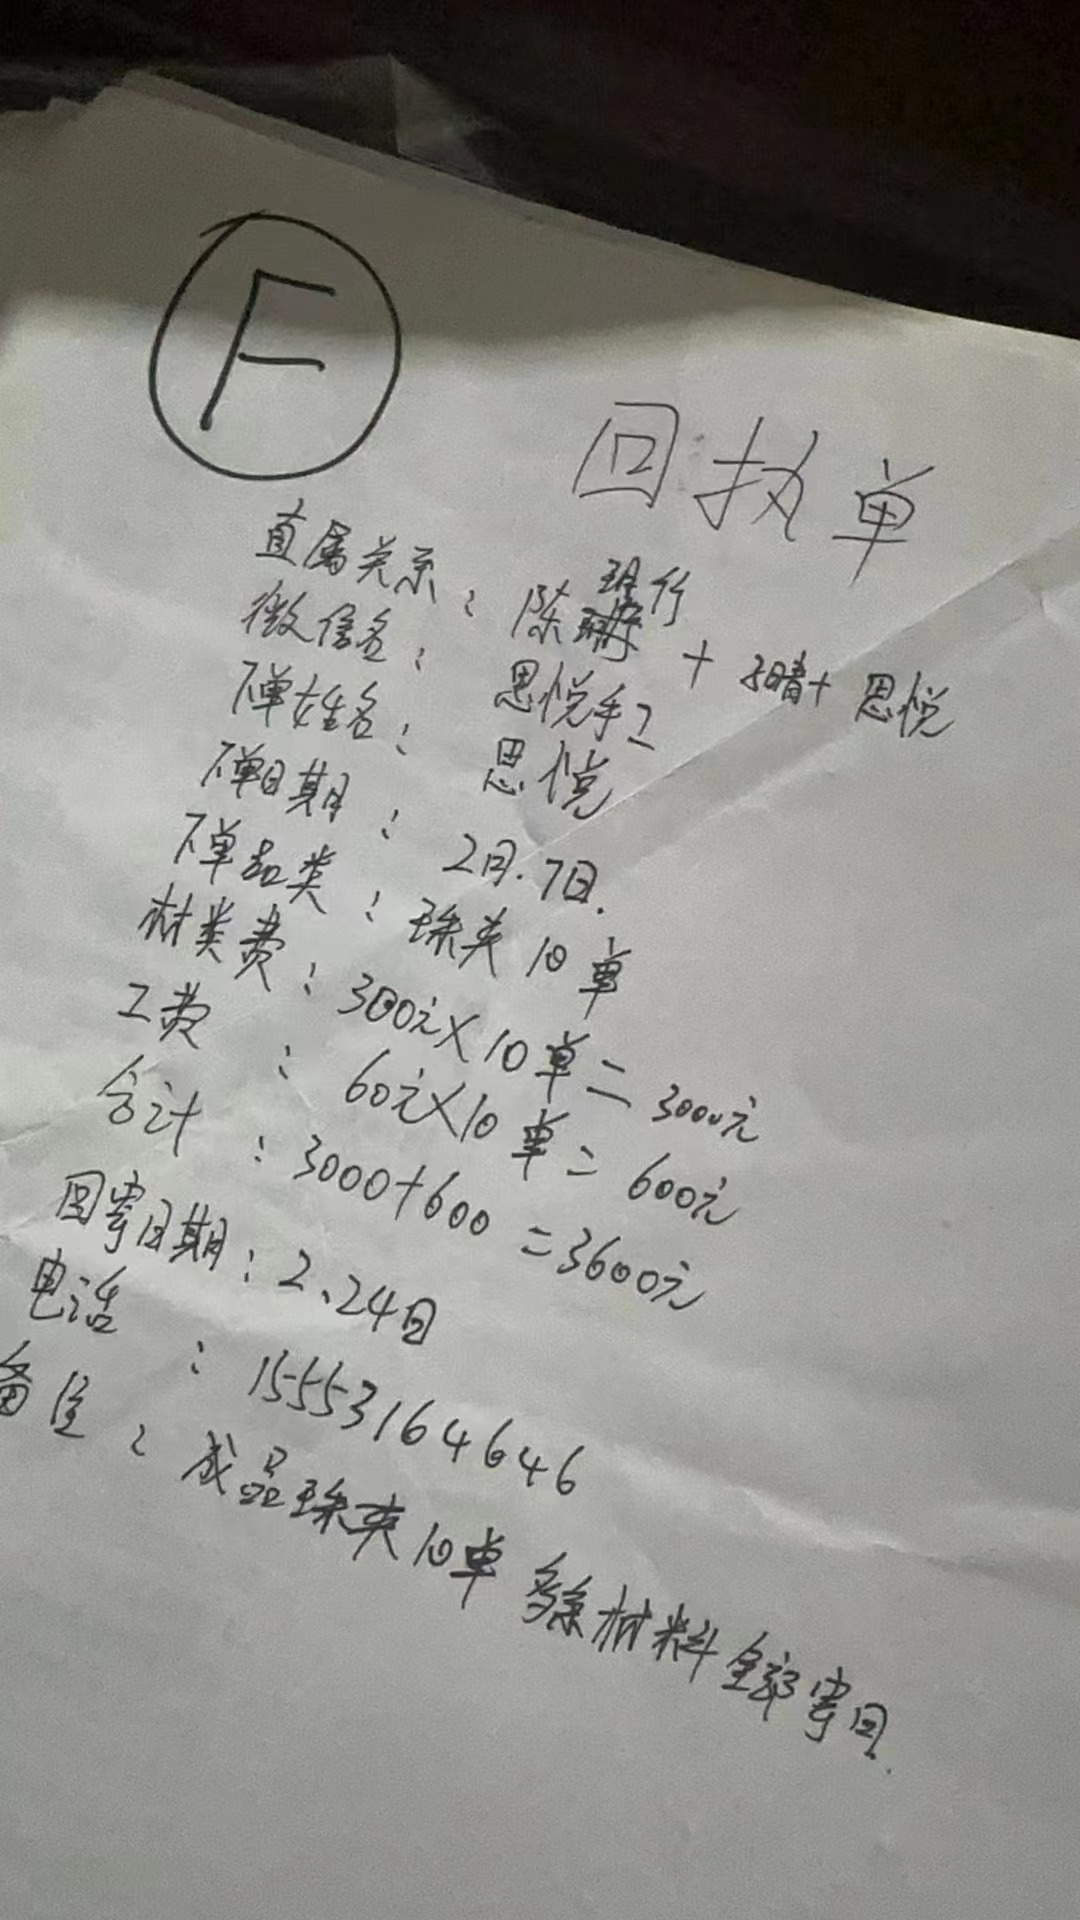 F
回执单
直属关系：陈珊竹+晴+思悦
微信名：思悦手工
下单姓名：思悦
下单日期：2月.7日.
下单品类：珠夹10单
材类费：300元×10单=3000元
工费：60元×10单=600元
合计：3000+600=3600元
回寄日期：2.24日
电话：15553164646
备注：成品珠夹10单 多余材料全部寄回.